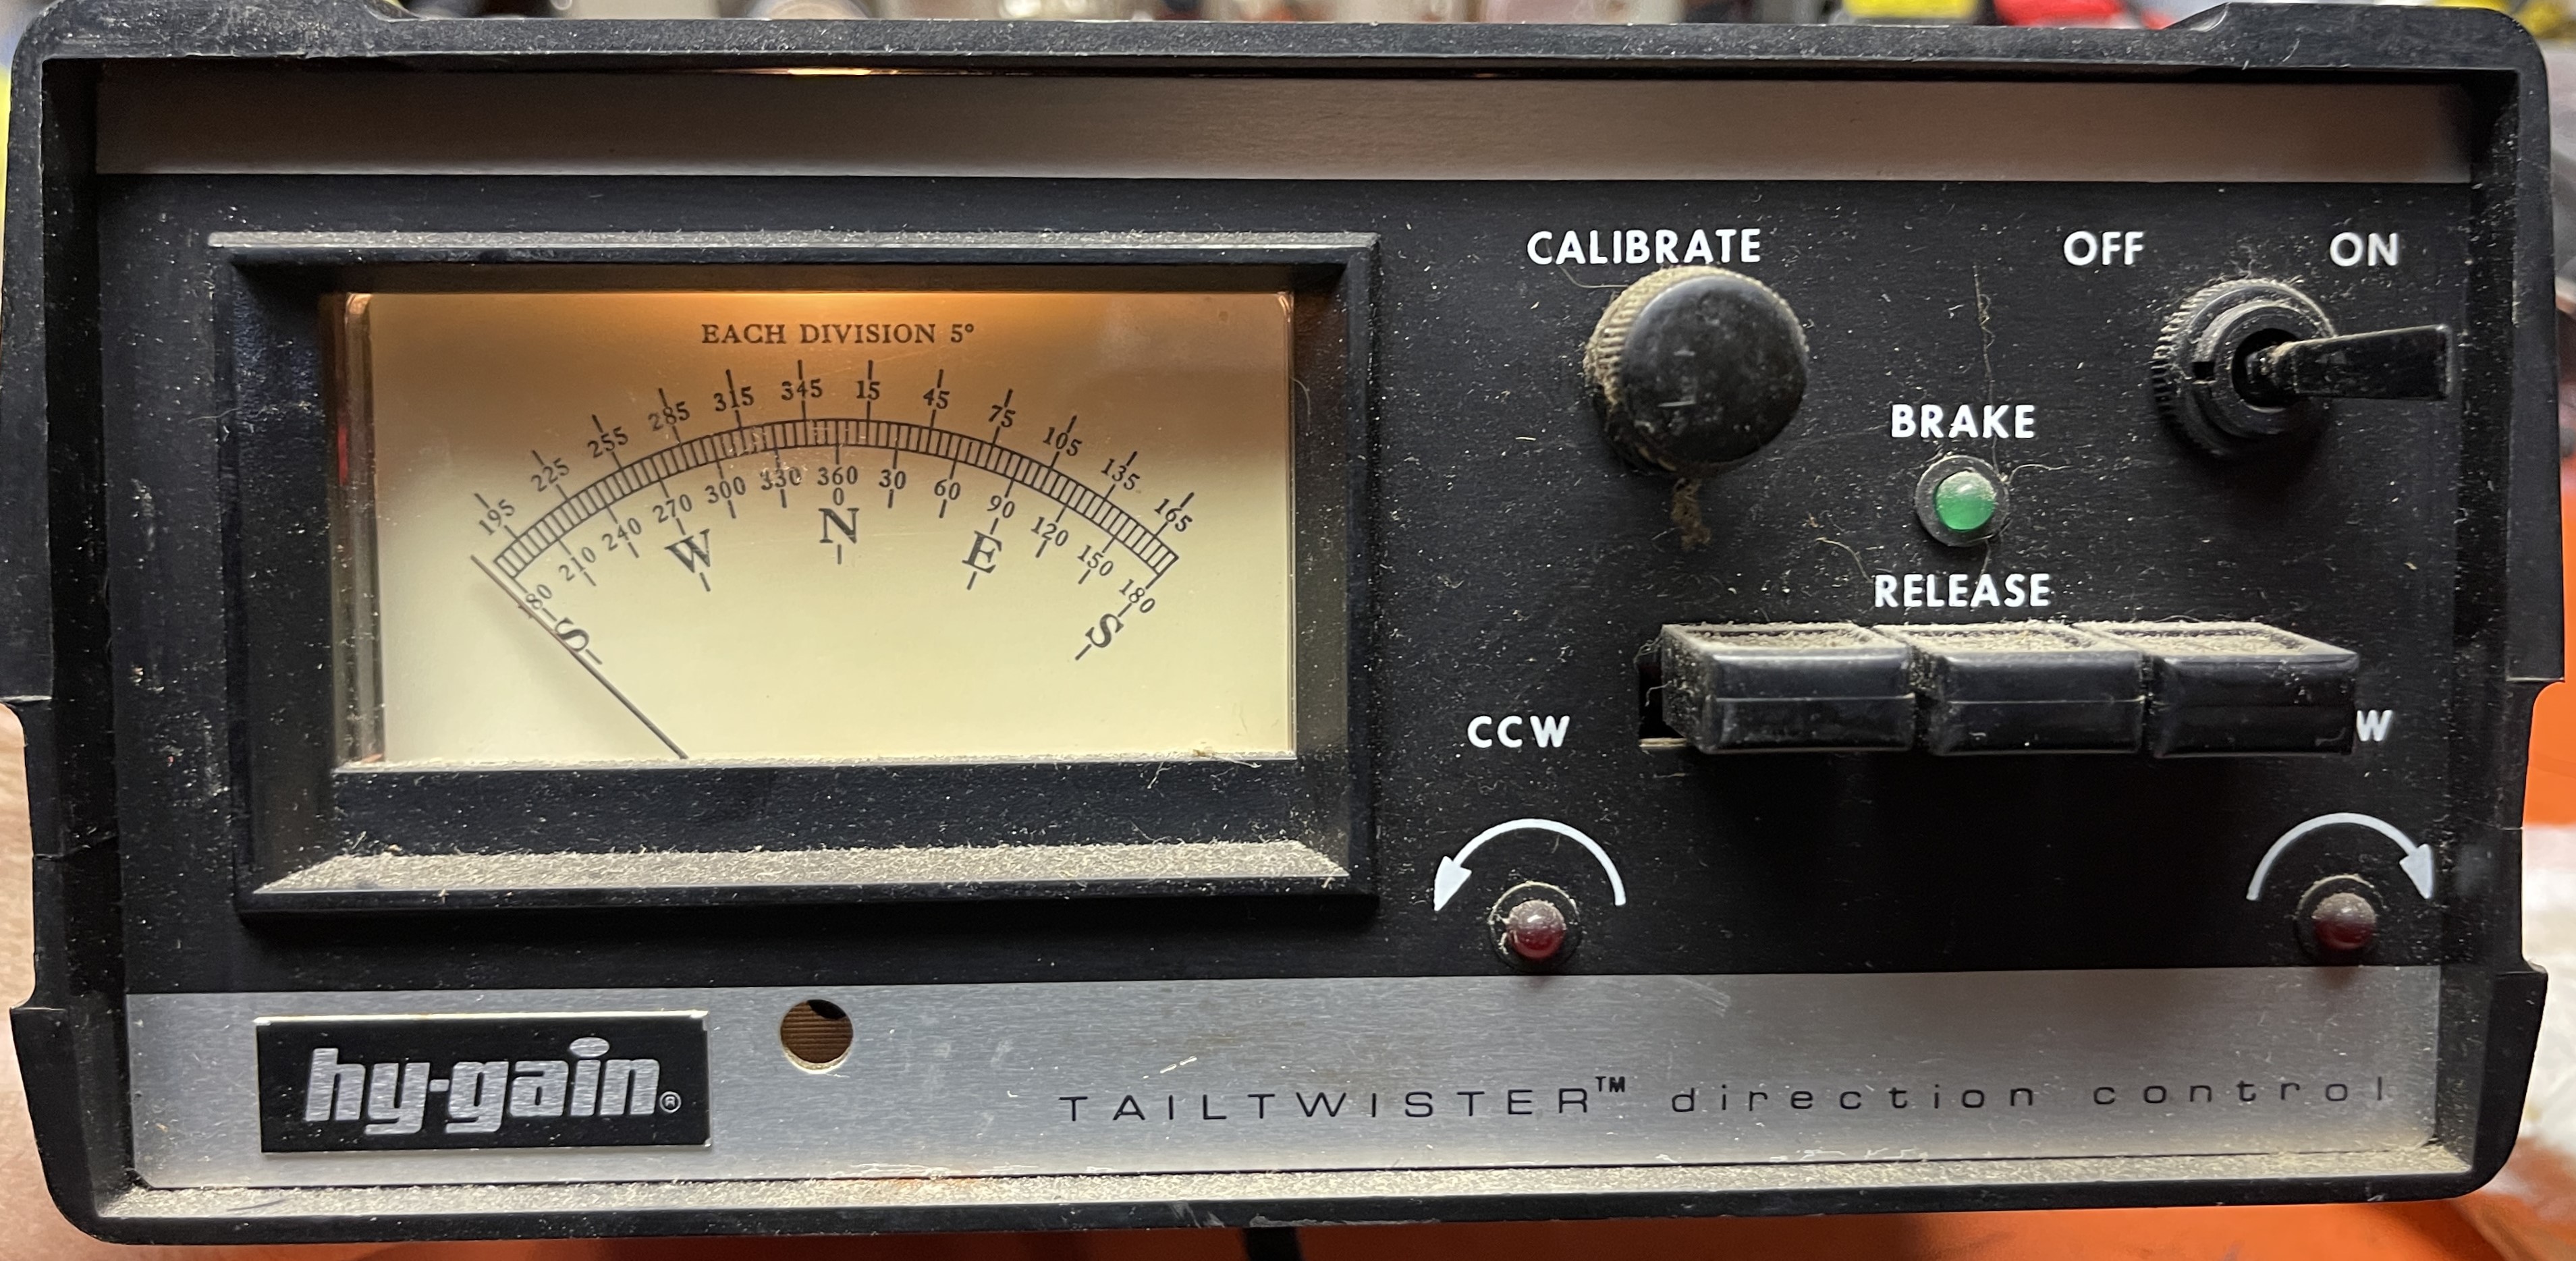 CALIBRATE
OFF ON
EACH DIVISION 5°
195 225 255 285 315 345 15 45 75 105 135 165
80 210 240 270 300 330 360 30 60 90 120 150 180
0
S W N E S
BRAKE
RELEASE
CCW W
hy-gain®
TAILTWISTER™ direction control